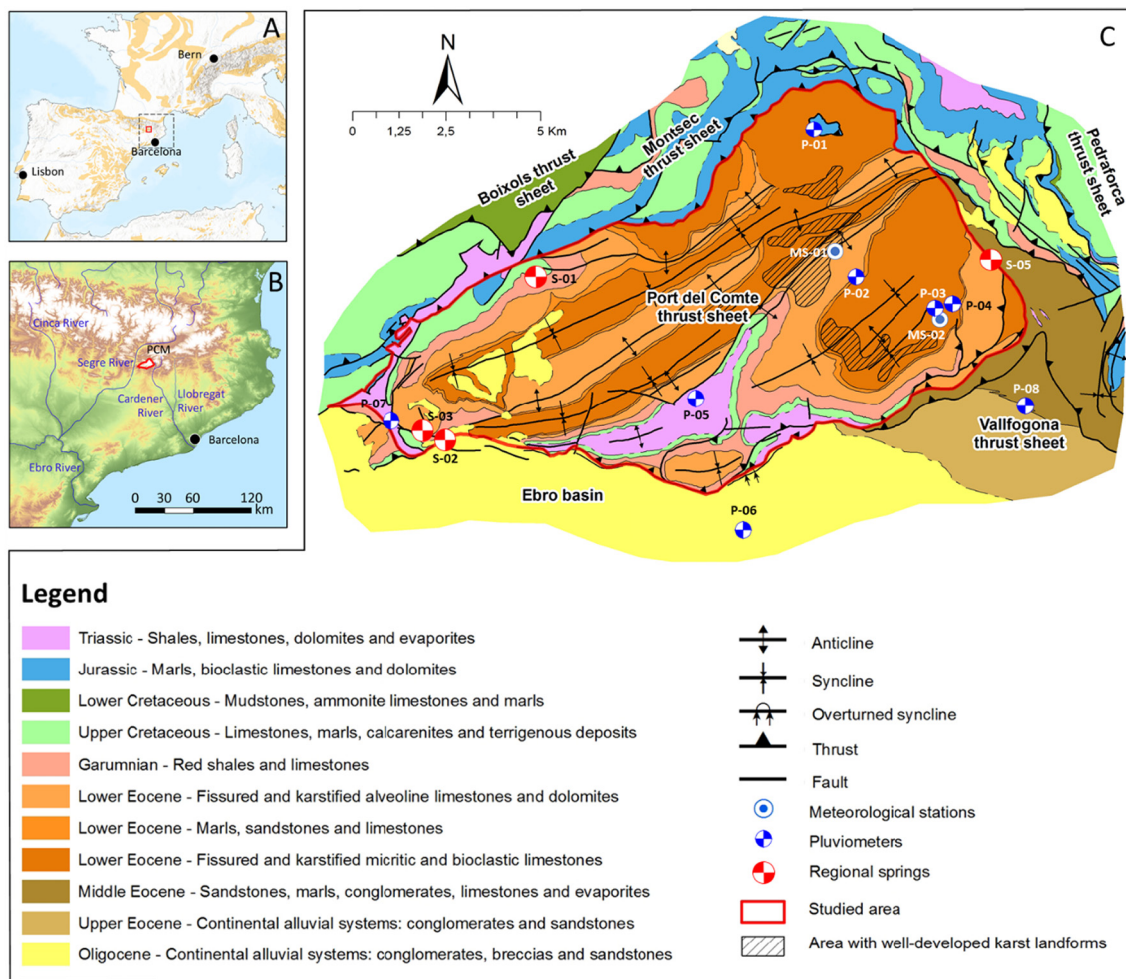 A
Bern
Barcelona
Lisbon
B
Cinca River
PCM
Segre River
Cardener
River
Llobregat
River
Barcelona
Ebro River
0 30 60 120
km
C
N
0 1,25 2,5 5 Km
Boixols thrust
sheet
Montsec
thrust sheet
Pedraforca
thrust sheet
P-01
MS-01
S-01
S-05
P-02
P-03
P-04
Port del Comte
thrust sheet
MS-02
P-07
S-03
S-02
P-05
P-08
Vallfogona
thrust sheet
Ebro basin
P-06
Legend
Triassic - Shales, limestones, dolomites and evaporites
Jurassic - Marls, bioclastic limestones and dolomites
Lower Cretaceous - Mudstones, ammonite limestones and marls
Upper Cretaceous - Limestones, marls, calcarenites and terrigenous deposits
Garumnian - Red shales and limestones
Lower Eocene - Fissured and karstified alveoline limestones and dolomites
Lower Eocene - Marls, sandstones and limestones
Lower Eocene - Fissured and karstified micritic and bioclastic limestones
Middle Eocene - Sandstones, marls, conglomerates, limestones and evaporites
Upper Eocene - Continental alluvial systems: conglomerates and sandstones
Oligocene - Continental alluvial systems: conglomerates, breccias and sandstones
Anticline
Syncline
Overturned syncline
Thrust
Fault
Meteorological stations
Pluviometers
Regional springs
Studied area
Area with well-developed karst landforms